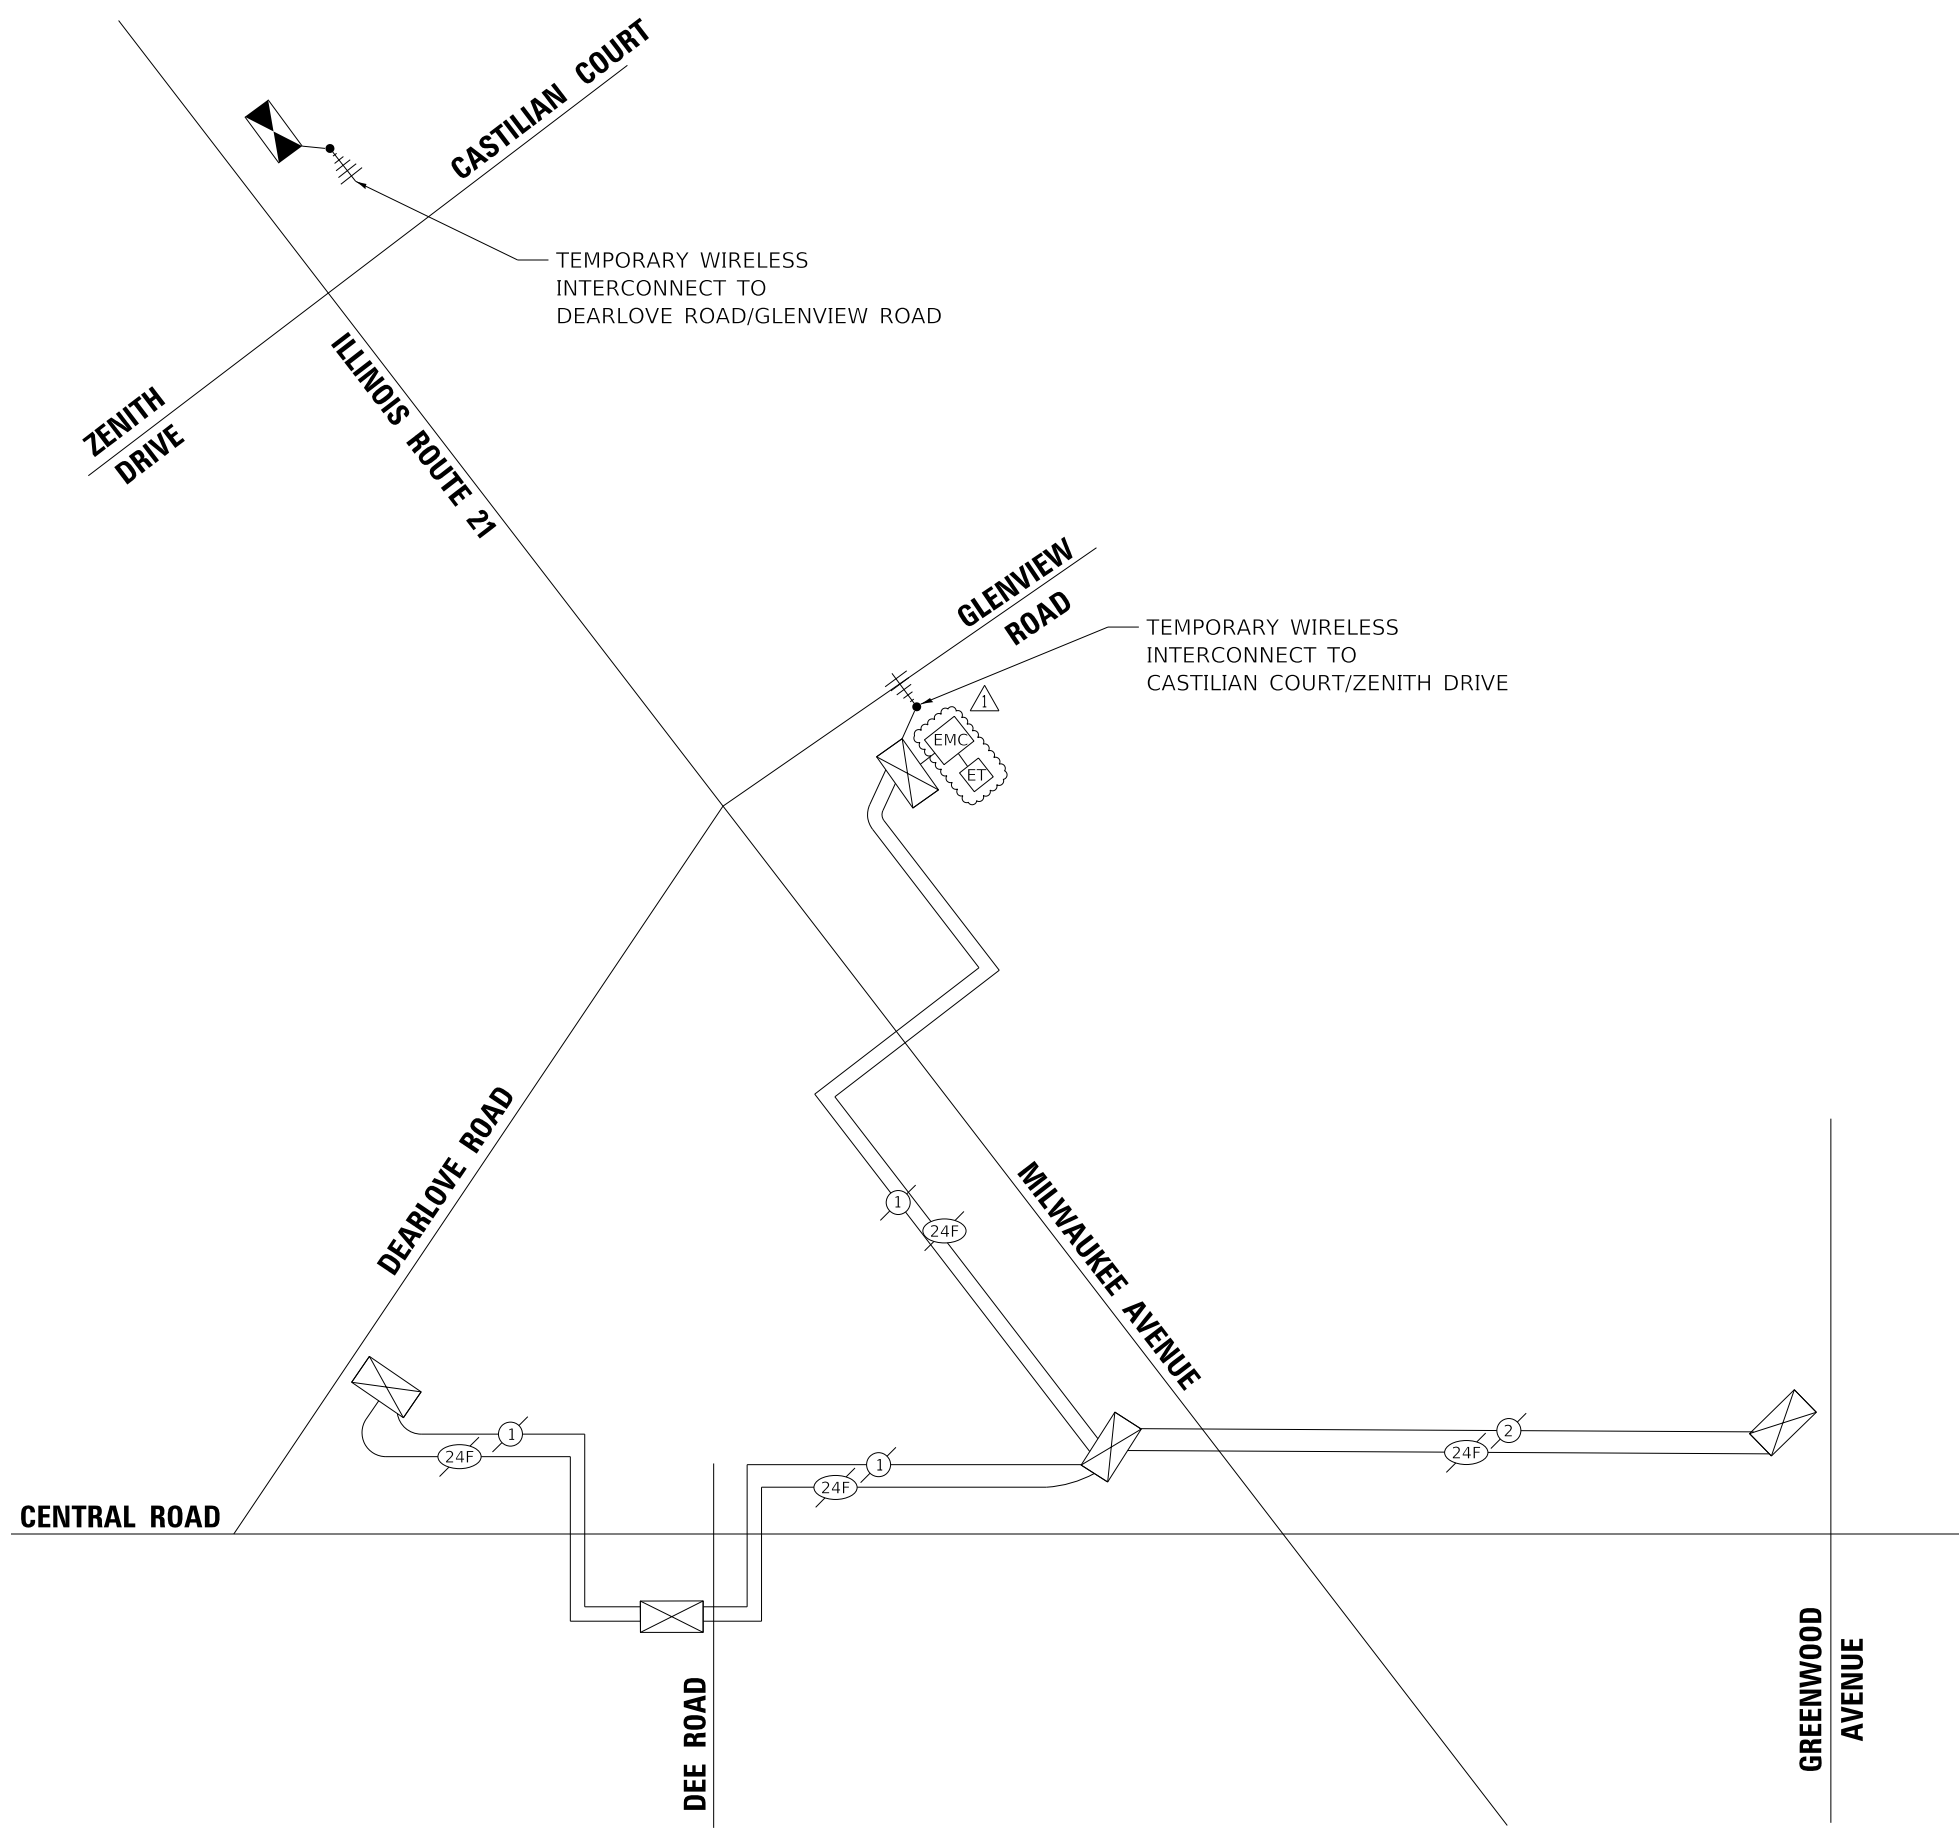 CASTILIAN COURT
TEMPORARY WIRELESS
INTERCONNECT TO
DEARLOVE ROAD/GLENVIEW ROAD
ZENITH
DRIVE
ILLINOIS ROUTE 21
GLENVIEW
ROAD
TEMPORARY WIRELESS
INTERCONNECT TO
CASTILIAN COURT/ZENITH DRIVE
1
EMC
ET
DEARLOVE ROAD
MILWAUKEE AVENUE
1
24F
1
24F
1
24F
2
24F
CENTRAL ROAD
DEE ROAD
GREENWOOD
AVENUE